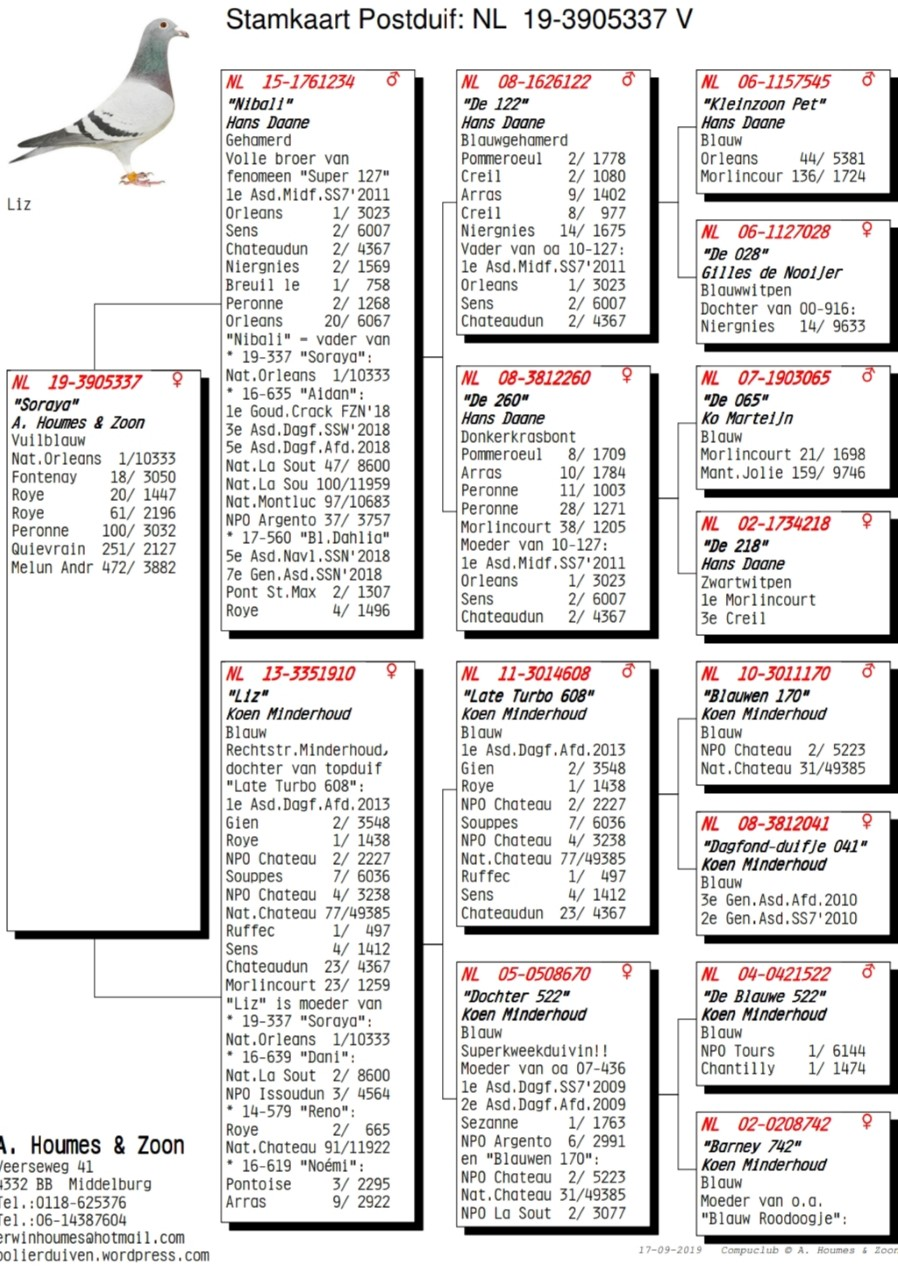 Stamkaart Postduif: NL 19-3905337 V
Liz
NL 19-3905337 ♀
"Soraya"
A. Houmes & Zoon
Vuilblauw
Nat.Orleans 1/10333
Fontenay 18/ 3050
Roye 20/ 1447
Roye 61/ 2196
Peronne 100/ 3032
Quievrain 251/ 2127
Melun Andr 472/ 3882
NL 15-1761234 ♂
"Nibali"
Hans Daane
Gehamerd
Volle broer van
fenomeen "Super 127"
1e Asd.Midf.SS7'2011
Orleans 1/ 3023
Sens 2/ 6007
Chateaudun 2/ 4367
Niergnies 2/ 1569
Breuil le 1/ 758
Peronne 2/ 1268
Orleans 20/ 6067
"Nibali" = vader van
* 19-337 "Soraya":
Nat.Orleans 1/10333
* 16-635 "Aidan":
1e Goud.Crack FZN'18
3e Asd.Dagf.SSW'2018
5e Asd.Dagf.Afd.2018
Nat.La Sout 47/ 8600
Nat.La Sou 100/11959
Nat.Montluc 97/10683
NPO Argento 37/ 3757
* 17-560 "Bl.Dahlia"
5e Asd.Navl.SSN'2018
7e Gen.Asd.SSN'2018
Pont St.Max 2/ 1307
Roye 4/ 1496
NL 13-3351910 ♀
"Liz"
Koen Minderhoud
Blauw
Rechtstr.Minderhoud,
dochter van topduif
"Late Turbo 608":
1e Asd.Dagf.Afd.2013
Gien 2/ 3548
Roye 1/ 1438
NPO Chateau 2/ 2227
Souppes 7/ 6036
NPO Chateau 4/ 3238
Nat.Chateau 77/49385
Ruffec 1/ 497
Sens 4/ 1412
Chateaudun 23/ 4367
Morlincourt 23/ 1259
"Liz" is moeder van
* 19-337 "Soraya":
Nat.Orleans 1/10333
* 16-639 "Dani":
Nat.La Sout 2/ 8600
NPO Issoudun 3/ 4564
* 14-579 "Reno":
Roye 2/ 665
Nat.Chateau 91/11922
* 16-619 "Noémi":
Pontoise 3/ 2295
Arras 9/ 2922
NL 08-1626122 ♂
"De 122"
Hans Daane
Blauwgehamerd
Pommeroeul 2/ 1778
Creil 2/ 1080
Arras 9/ 1402
Creil 8/ 977
Niergnies 14/ 1675
Vader van oa 10-127:
1e Asd.Midf.SS7'2011
Orleans 1/ 3023
Sens 2/ 6007
Chateaudun 2/ 4367
NL 08-3812260 ♀
"De 260"
Hans Daane
Donkerkrasbont
Pommeroeul 8/ 1709
Arras 10/ 1784
Peronne 11/ 1003
Peronne 28/ 1271
Morlincourt 38/ 1205
Moeder van 10-127:
1e Asd.Midf.SS7'2011
Orleans 1/ 3023
Sens 2/ 6007
Chateaudun 2/ 4367
NL 11-3014608 ♂
"Late Turbo 608"
Koen Minderhoud
Blauw
1e Asd.Dagf.Afd.2013
Gien 2/ 3548
Roye 1/ 1438
NPO Chateau 2/ 2227
Souppes 7/ 6036
NPO Chateau 4/ 3238
Nat.Chateau 77/49385
Ruffec 1/ 497
Sens 4/ 1412
Chateaudun 23/ 4367
NL 05-0508670 ♀
"Dochter 522"
Koen Minderhoud
Blauw
Superkweekduivin!!
Moeder van oa 07-436
1e Asd.Dagf.SS7'2009
2e Asd.Dagf.Afd.2009
Sezanne 1/ 1763
NPO Argento 6/ 2991
en "Blauwen 170":
NPO Chateau 2/ 5223
Nat.Chateau 31/49385
NPO La Sout 2/ 3077
NL 06-1157545 ♂
"Kleinzoon Pet"
Hans Daane
Blauw
Orleans 44/ 5381
Morlincour 136/ 1724
NL 06-1127028 ♀
"De 028"
Gilles de Nooijer
Blauwwitpen
Dochter van 00-916:
Niergnies 14/ 9633
NL 07-1903065 ♂
"De 065"
Ko Marteijn
Blauw
Morlincourt 21/ 1698
Mant.Jolie 159/ 9746
NL 02-1734218 ♀
"De 218"
Hans Daane
Zwartwitpen
1e Morlincourt
3e Creil
NL 10-3011170 ♂
"Blauwen 170"
Koen Minderhoud
Blauw
NPO Chateau 2/ 5223
Nat.Chateau 31/49385
NL 08-3812041 ♀
"Dagfond-duifje 041"
Koen Minderhoud
Blauw
3e Gen.Asd.Afd.2010
2e Gen.Asd.SS7'2010
NL 04-0421522 ♂
"De Blauwe 522"
Koen Minderhoud
Blauw
NPO Tours 1/ 6144
Chantilly 1/ 1474
NL 02-0208742 ♀
"Barney 742"
Koen Minderhoud
Blauw
Moeder van o.a.
"Blauw Roodoogje":
A. Houmes & Zoon
Veerseweg 41
4332 BB Middelburg
Tel.:0118-625376
Tel.:06-14387604
erwinhoumes@hotmail.com
polierduiven.wordpress.com
17-09-2019 Compuclub © A. Houmes & Zoon